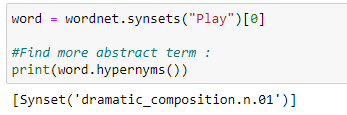 word = wordnet.synsets("Play")[0]
#Find more abstract term :
print(word.hypernyms())
[Synset('dramatic_composition.n.01')]